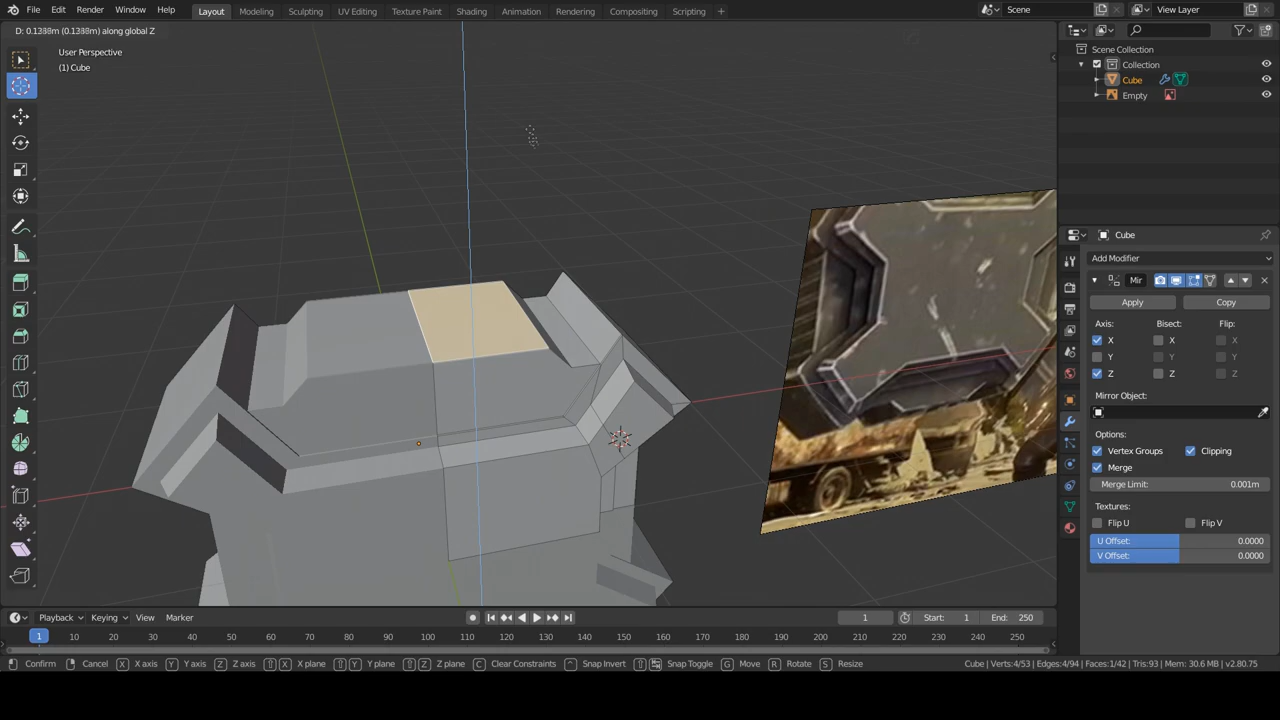 File Edit Render Window Help
Layout Modeling Sculpting UV Editing Texture Paint Shading Animation Rendering Compositing Scripting +
Scene
View Layer
D: 0.1388m (0.1388m) along global Z
User Perspective
(1) Cube
Scene Collection
Collection
Cube
Empty
Cube
Add Modifier
Mir
Apply Copy
Axis: Bisect: Flip:
X X X
Y Y Y
Z Z Z
Mirror Object:
Options:
Vertex Groups Clipping
Merge
Merge Limit: 0.001m
Textures:
Flip U Flip V
U Offset: 0.0000
V Offset: 0.0000
Playback Keying View Marker
1 Start: 1 End: 250
1 10 20 30 40 50 60 70 80 90 100 110 120 130 140 150 160 170 180 190 200 210 220 230 240 250
Confirm Cancel X X axis Y Y axis Z Z axis X X plane Y Y plane Z Z plane C Clear Constraints Snap Invert Snap Toggle G Move R Rotate S Resize Cube | Verts:4/53 | Edges:4/94 | Faces:1/42 | Tris:93 | Mem: 30.6 MB | v2.80.75